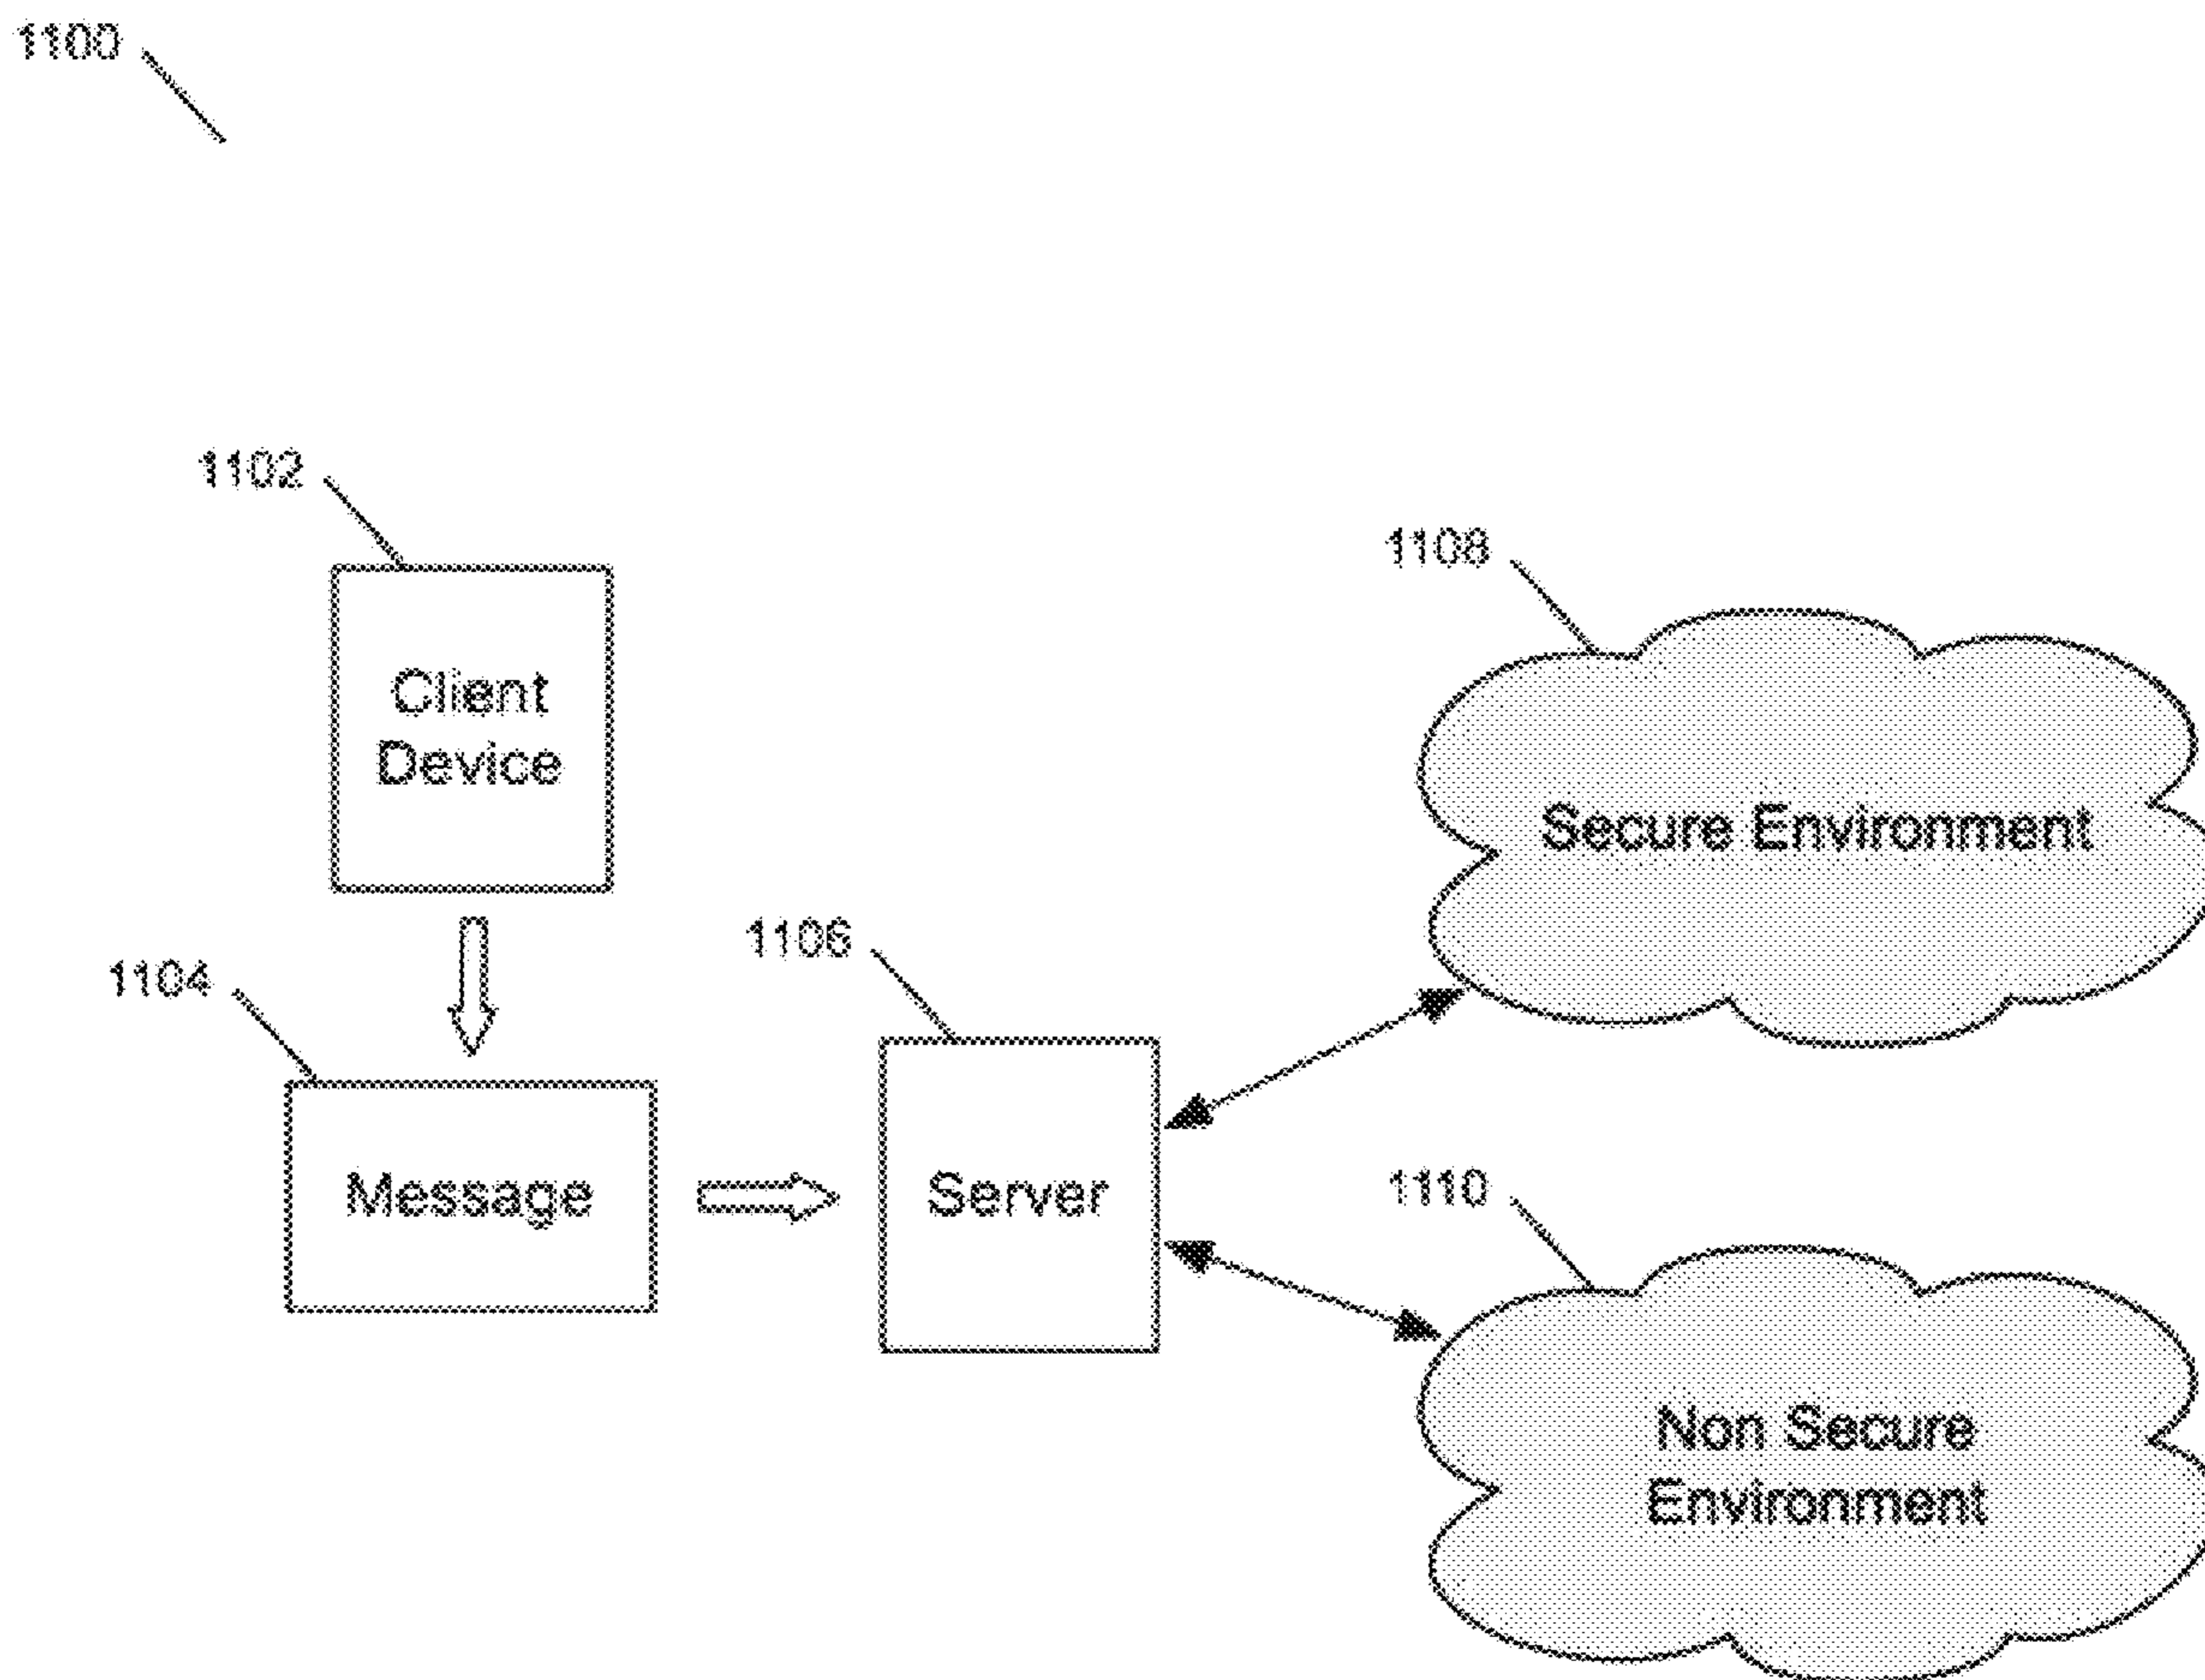 1100
1102
Client
Device
1108
Secure Environment
1104
1106
Message
Server
1110
Non Secure
Environment